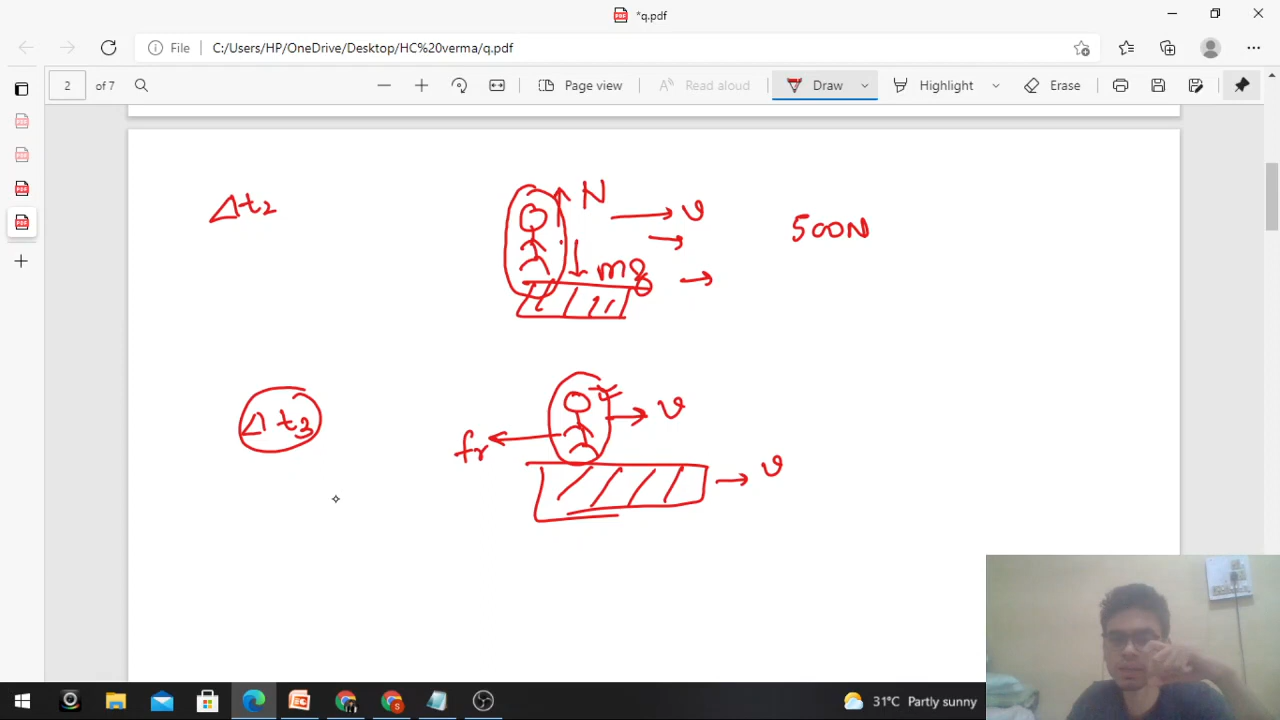 *q.pdf
File C:/Users/HP/OneDrive/Desktop/HC%20verma/q.pdf
2 of 7 Page view Read aloud Draw Highlight Erase
Δt₂
N
v
500N
mg
Δt₃
v
fr
v
31°C Partly sunny